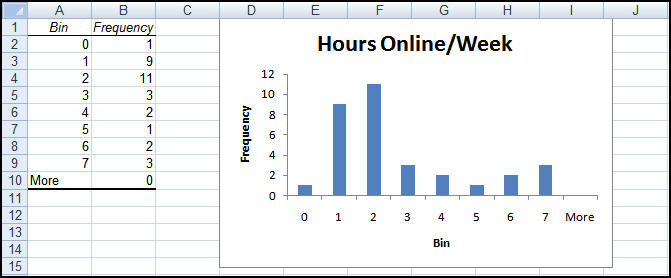 A B C D E F G H I J
1 Bin Frequency
2 0 1
3 1 9
4 2 11
5 3 3
6 4 2
7 5 1
8 6 2
9 7 3
10 More 0
11
12
13
14
15
Hours Online/Week
Frequency
12
10
8
6
4
2
0
0 1 2 3 4 5 6 7 More
Bin